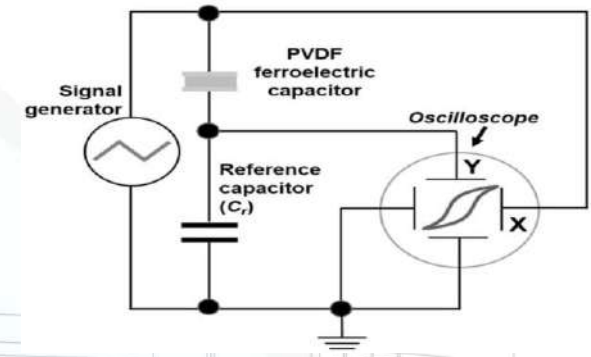 PVDF
ferroelectric
capacitor
Signal
generator
Oscilloscope
Y
Reference
capacitor
(Cr)
X